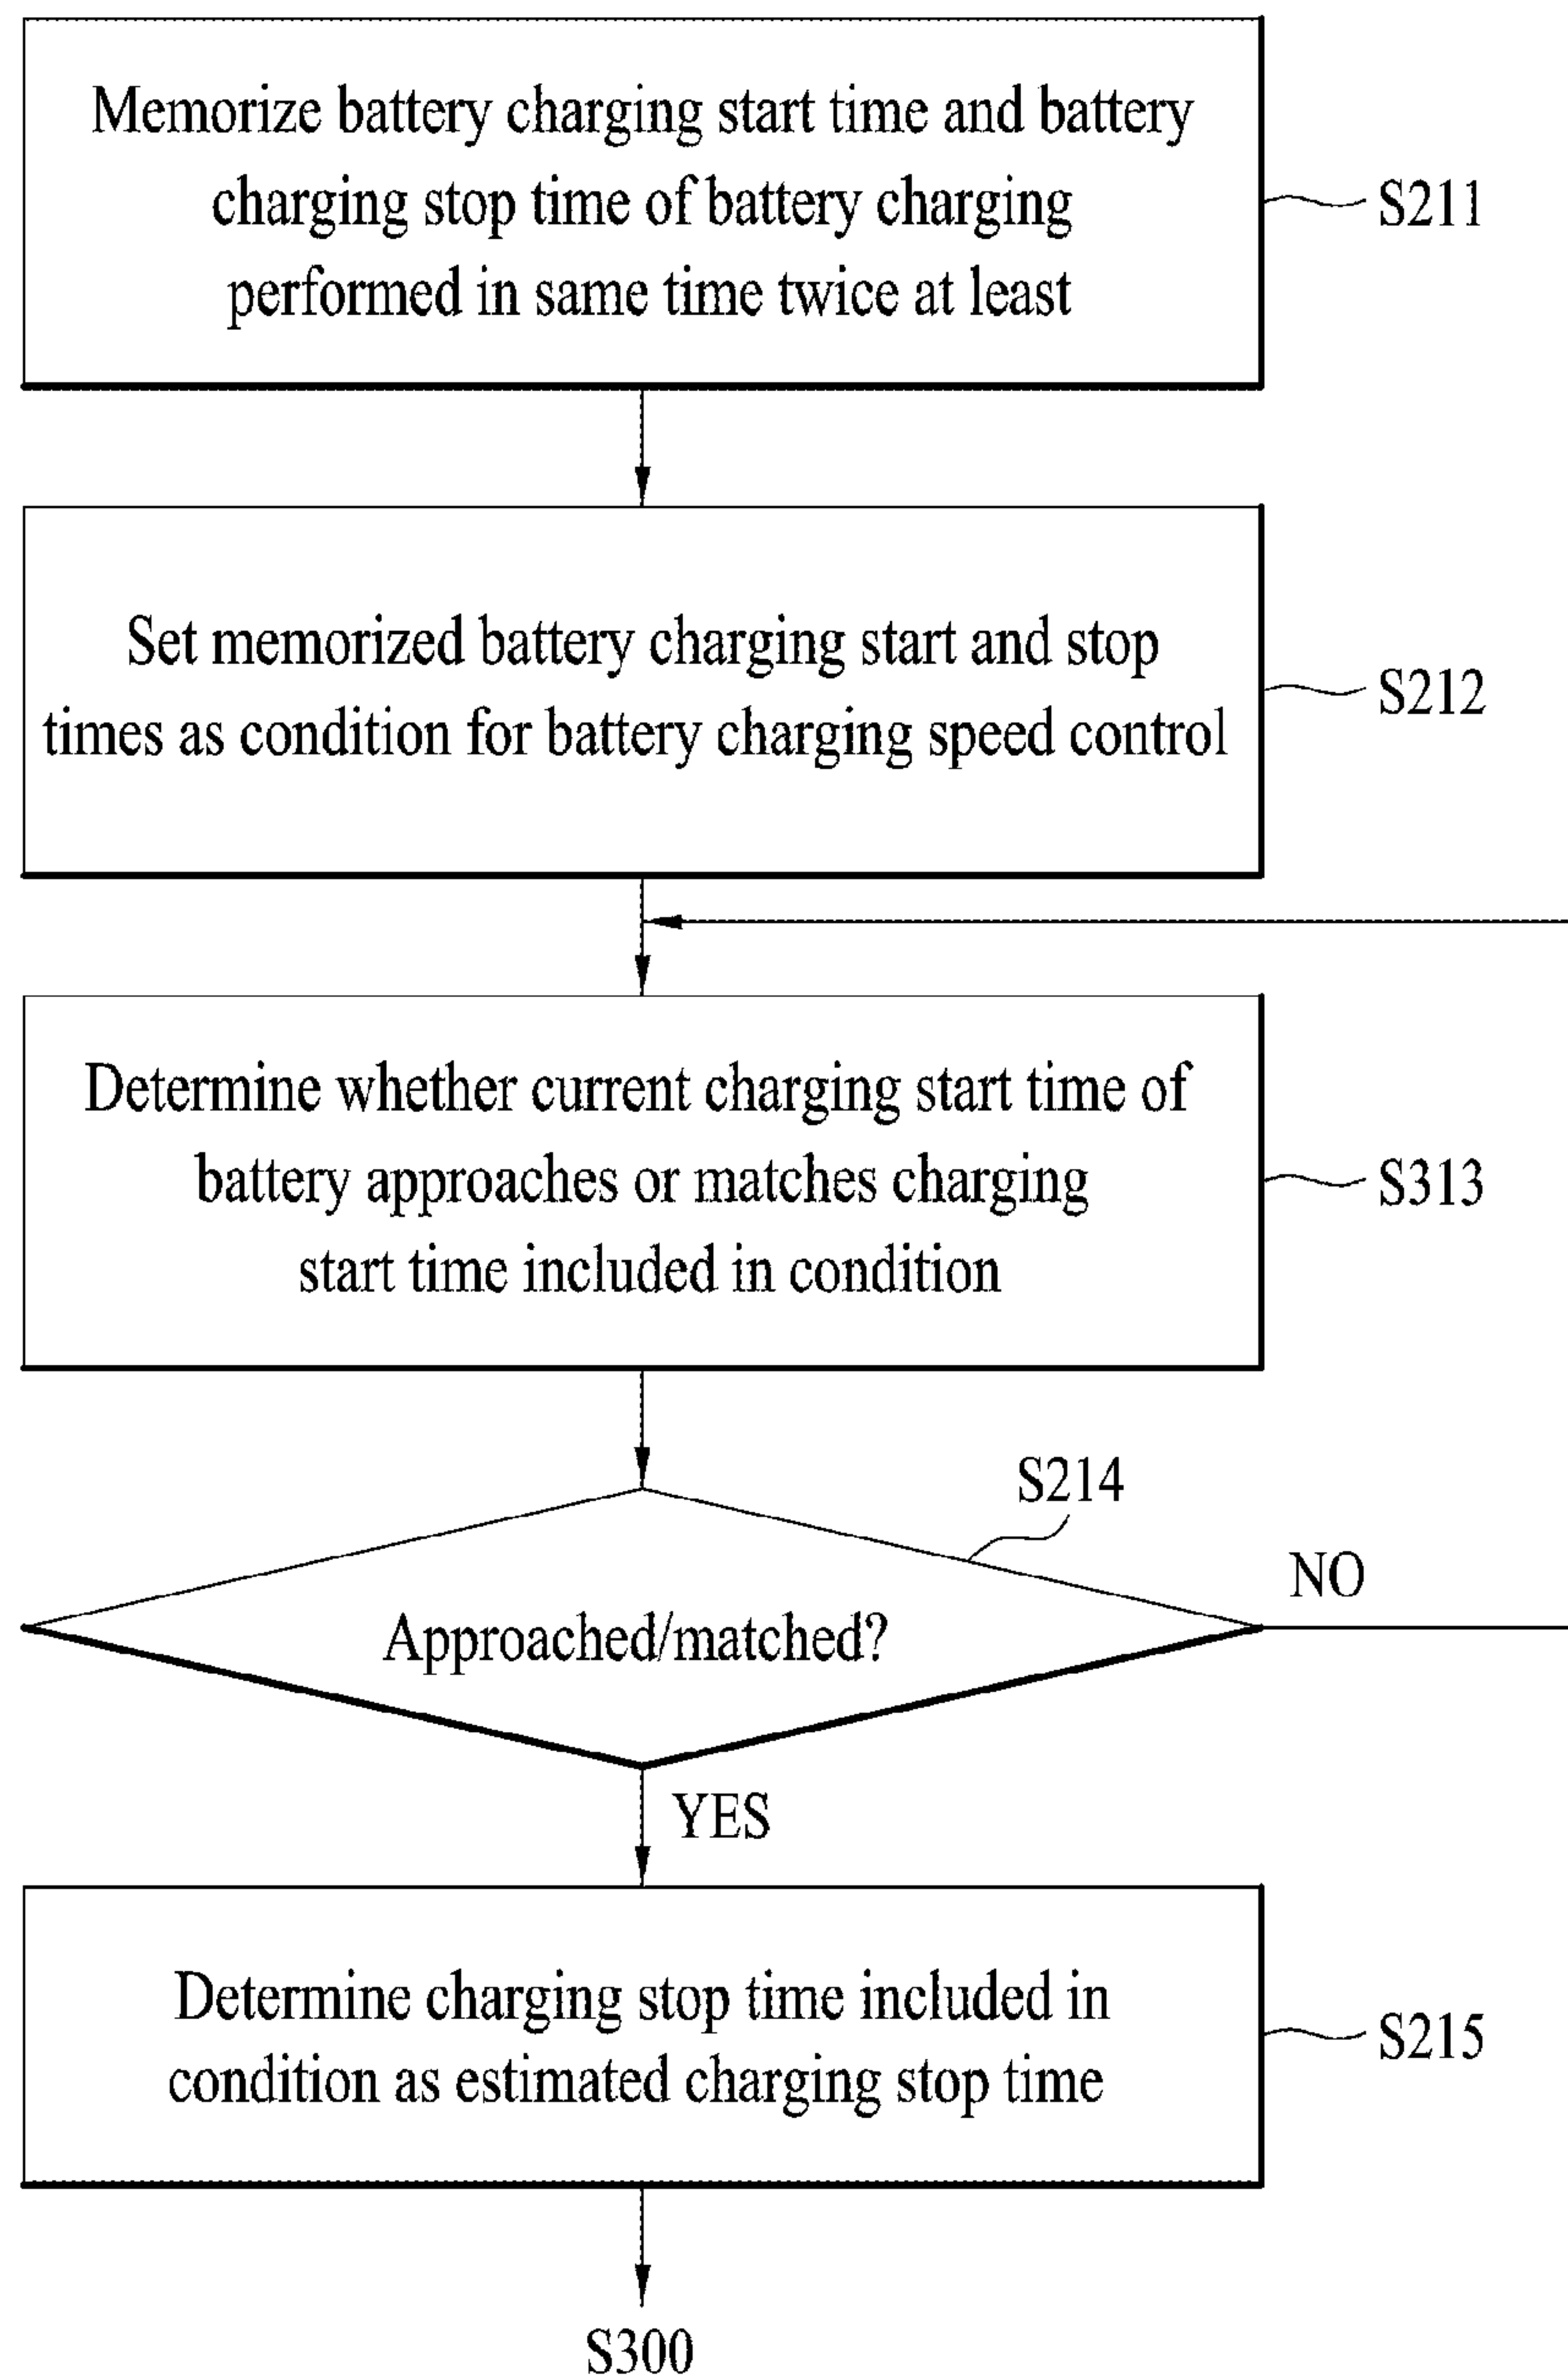 Memorize battery charging start time and battery
charging stop time of battery charging
performed in same time twice at least
S211
Set memorized battery charging start and stop
times as condition for battery charging speed control
S212
Determine whether current charging start time of
battery approaches or matches charging
start time included in condition
S313
S214
Approached/matched?
NO
YES
Determine charging stop time included in
condition as estimated charging stop time
S215
S300